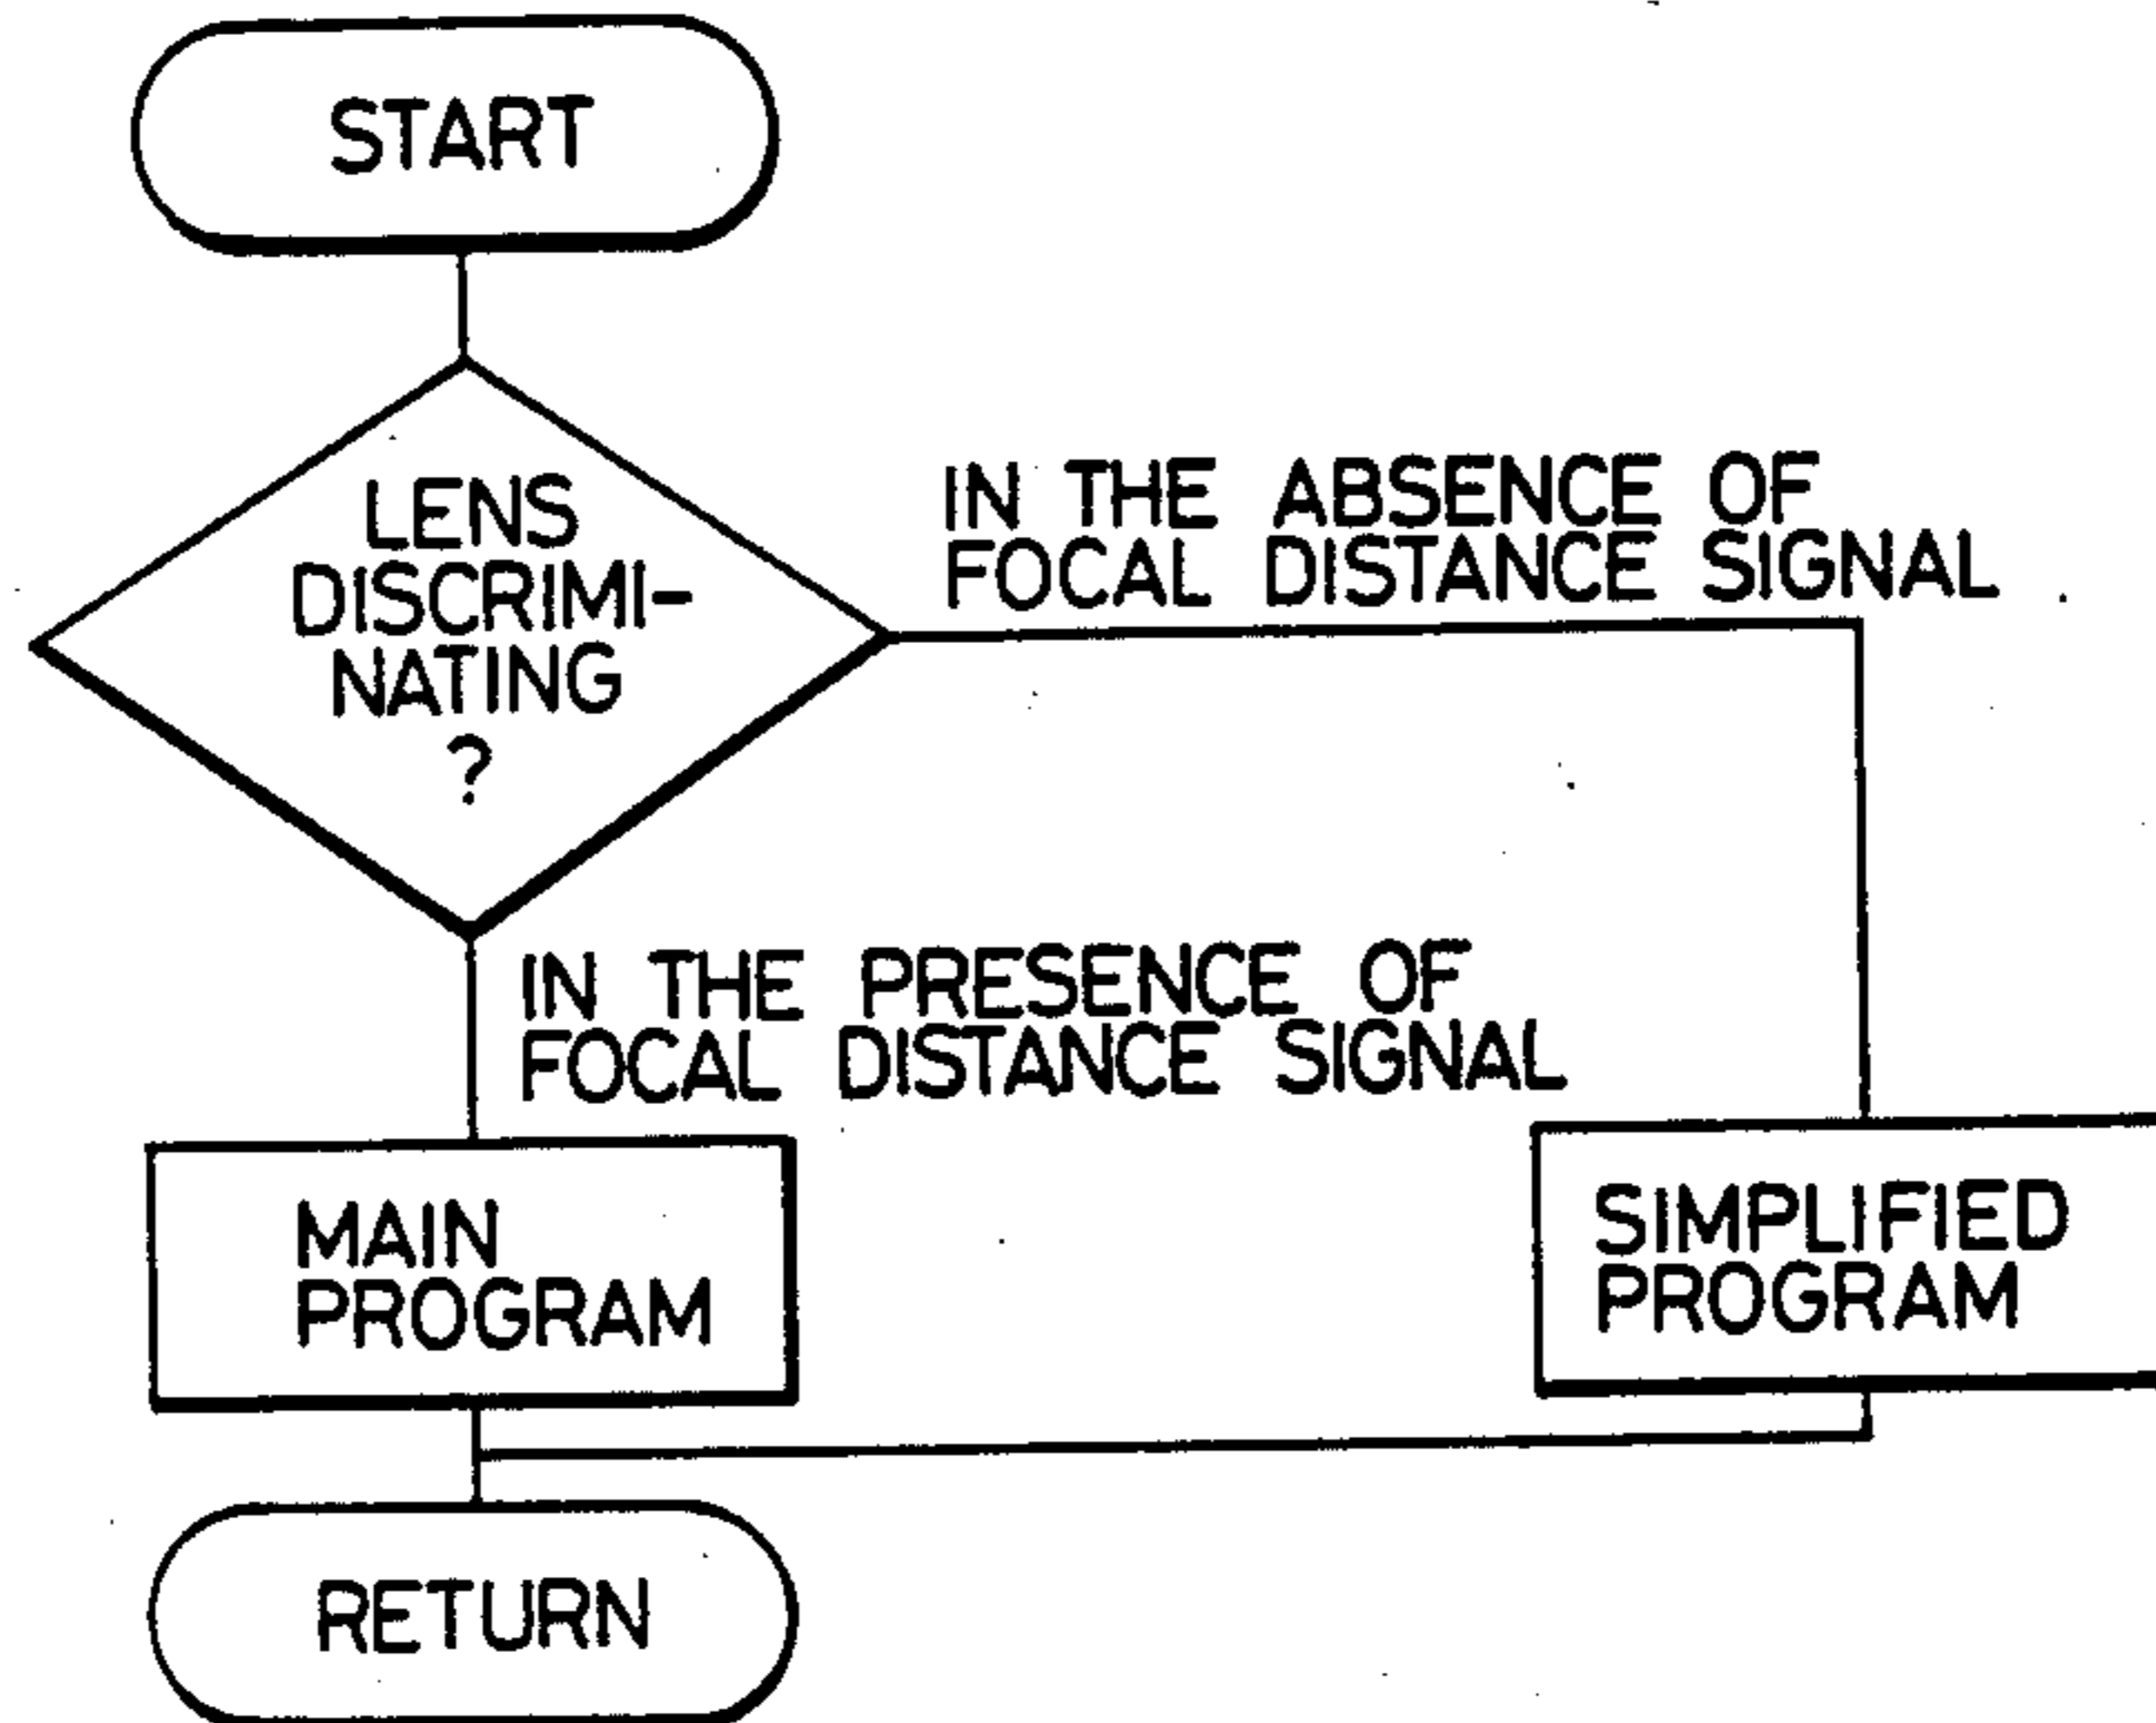 START
LENS
DISCRIMI-
NATING
?
IN THE ABSENCE OF
FOCAL DISTANCE SIGNAL
IN THE PRESENCE OF
FOCAL DISTANCE SIGNAL
MAIN
PROGRAM
SIMPLIFIED
PROGRAM
RETURN